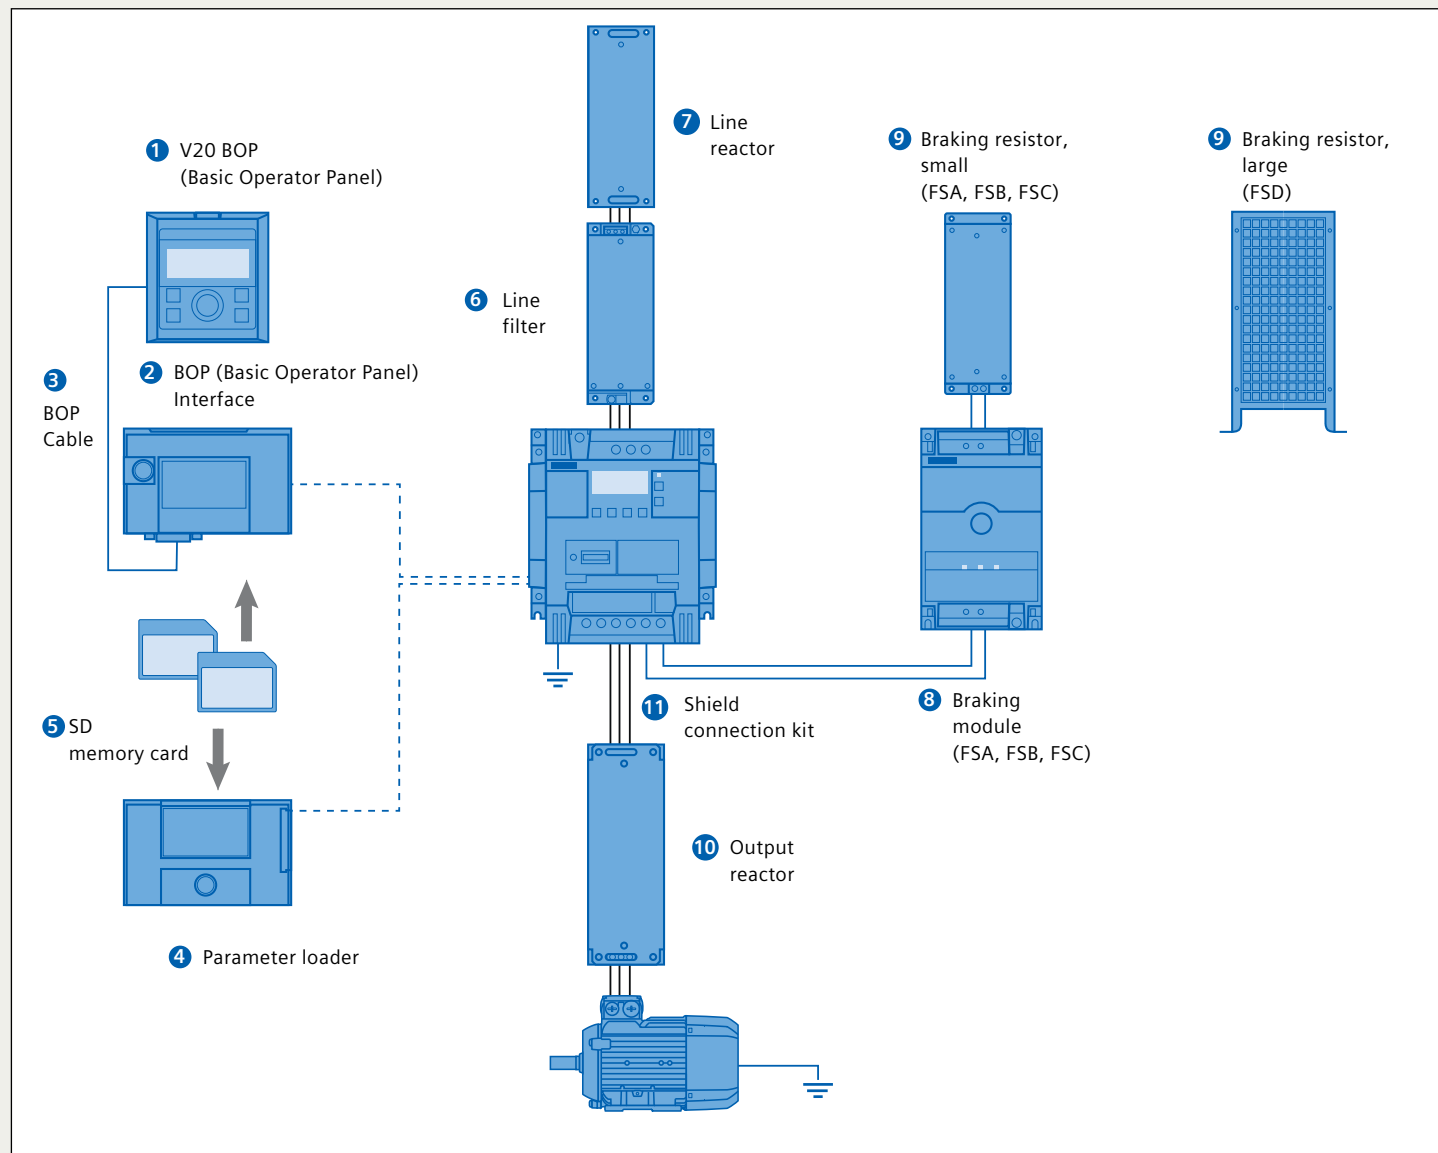 1 V20 BOP
(Basic Operator Panel)
2 BOP (Basic Operator Panel)
Interface
3
BOP
Cable
5 SD
memory card
4 Parameter loader
7 Line
reactor
6 Line
filter
11 Shield
connection kit
10 Output
reactor
9 Braking resistor,
small
(FSA, FSB, FSC)
8 Braking
module
(FSA, FSB, FSC)
9 Braking resistor,
large
(FSD)